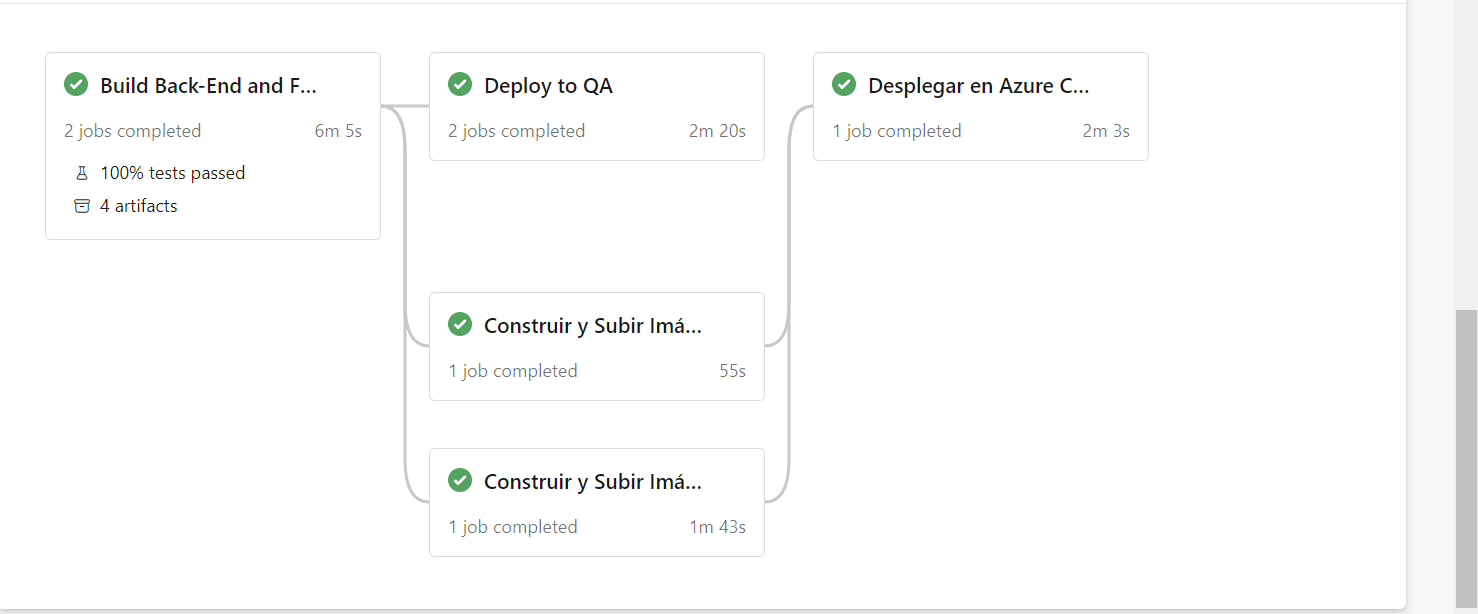 Build Back-End and F...
2 jobs completed 6m 5s
100% tests passed
4 artifacts
Deploy to QA
2 jobs completed 2m 20s
Construir y Subir Imá...
1 job completed 55s
Construir y Subir Imá...
1 job completed 1m 43s
Desplegar en Azure C...
1 job completed 2m 3s